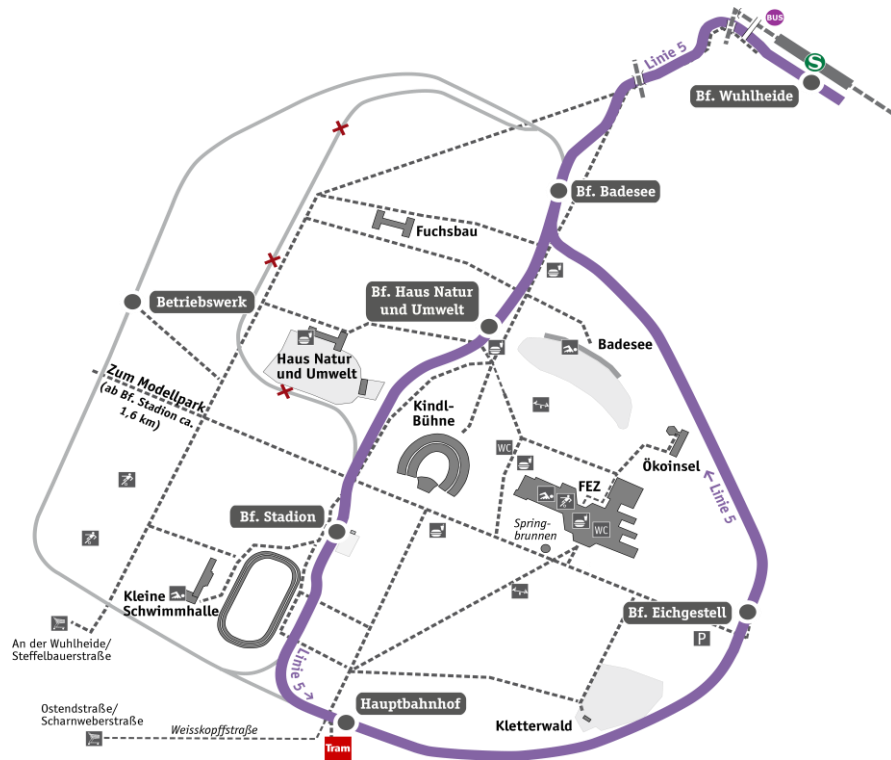 BUS
Linie 5
S
Bf. Wuhlheide
Bf. Badesee
Fuchsbau
Betriebswerk
Bf. Haus Natur
und Umwelt
Badesee
Haus Natur
und Umwelt
Zum Modellpark
(ab Bf. Stadion ca.
1,6 km)
Kindl-
Bühne
WC
Ökoinsel
FEZ
← Linie 5
Bf. Stadion
Spring-
brunnen
WC
Kleine
Schwimmhalle
Bf. Eichgestell
P
An der Wuhlheide/
Steffelbauerstraße
Linie 5 →
Ostendstraße/
Scharnweberstraße
Weisskopffstraße
Hauptbahnhof
Kletterwald
Tram